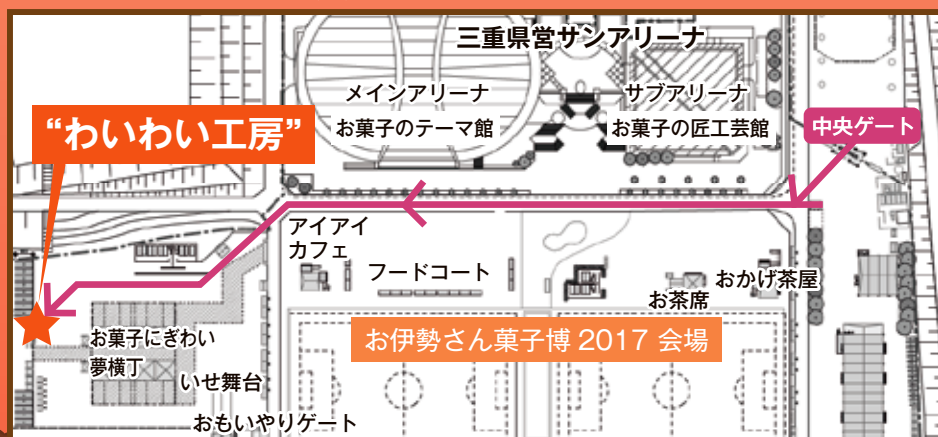 三重県営サンアリーナ
メインアリーナ
お菓子のテーマ館
サブアリーナ
お菓子の匠工芸館
中央ゲート
“わいわい工房”
アイアイ
カフェ
フードコート
お茶席
おかげ茶屋
お伊勢さん菓子博 2017 会場
お菓子にぎわい
夢横丁
いせ舞台
おもいやりゲート